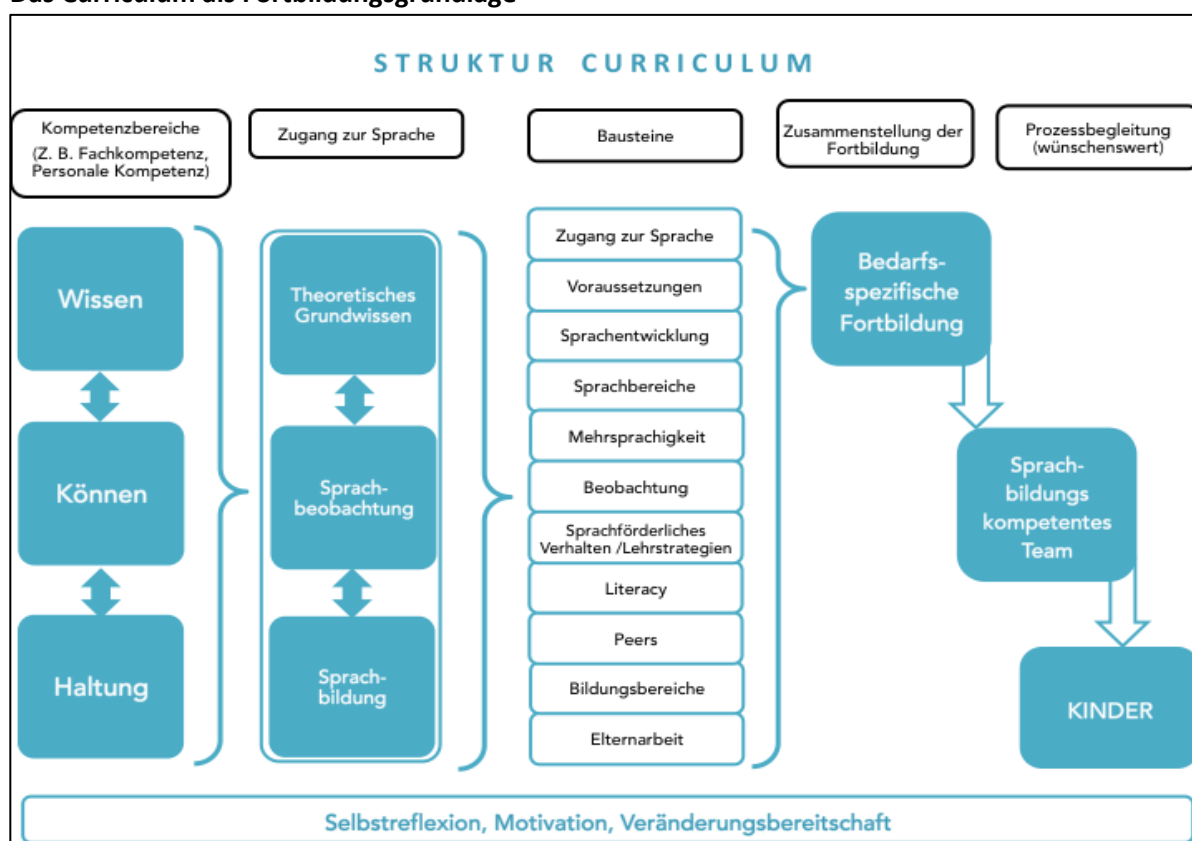 Das Curriculum als Fortbildungsgrundlage
STRUKTUR CURRICULUM
Kompetenzbereiche
(Z. B. Fachkompetenz,
Personale Kompetenz)
Zugang zur Sprache
Bausteine
Zusammenstellung der
Fortbildung
Prozessbegleitung
(wünschenswert)
Wissen
Können
Haltung
Theoretisches
Grundwissen
Sprach-
beobachtung
Sprach-
bildung
Zugang zur Sprache
Voraussetzungen
Sprachentwicklung
Sprachbereiche
Mehrsprachigkeit
Beobachtung
Sprachförderliches
Verhalten /Lehrstrategien
Literacy
Peers
Bildungsbereiche
Elternarbeit
Bedarfs-
spezifische
Fortbildung
Sprach-
bildungs
kompetentes
Team
KINDER
Selbstreflexion, Motivation, Veränderungsbereitschaft